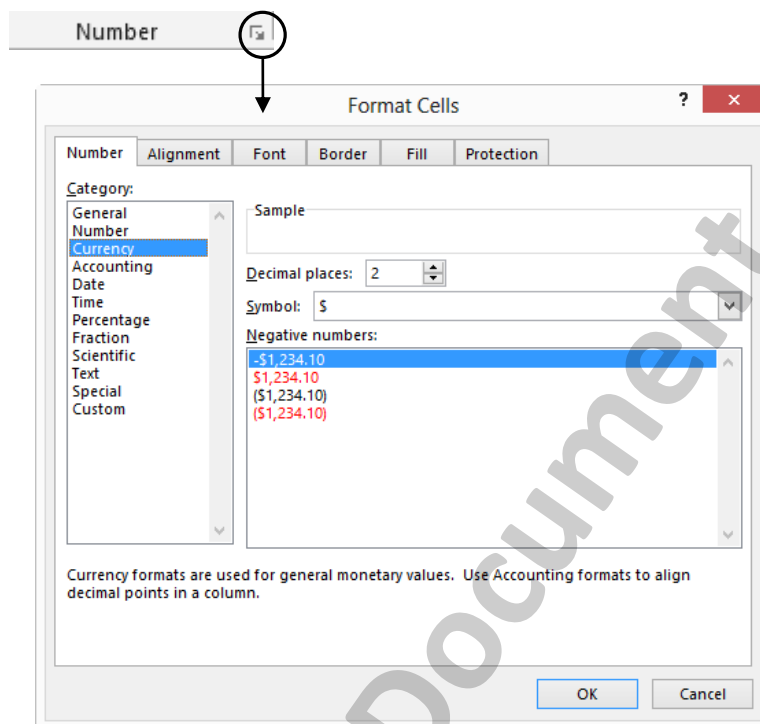 Number
Format Cells
?
×
Number Alignment Font Border Fill Protection
Category:
General
Number
Currency
Accounting
Date
Time
Percentage
Fraction
Scientific
Text
Special
Custom
Sample
Decimal places: 2
Symbol: $
Negative numbers:
-$1,234.10
$1,234.10
($1,234.10)
($1,234.10)
Currency formats are used for general monetary values.  Use Accounting formats to align
decimal points in a column.
OK Cancel
Document